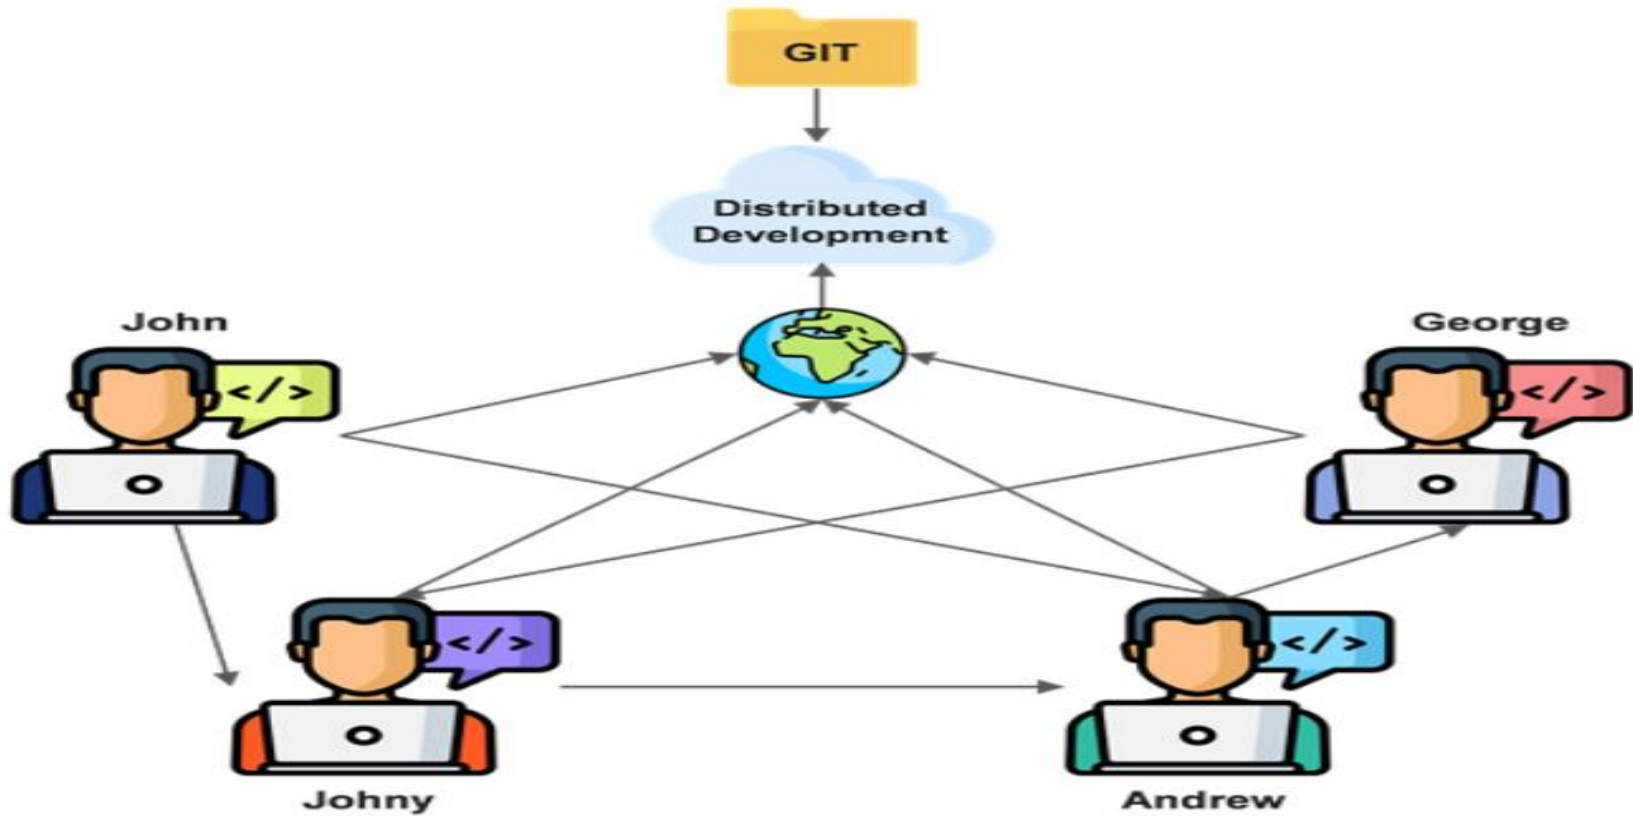 GIT
Distributed
Development
John
George
</>
</>
</>
</>
Johny
Andrew